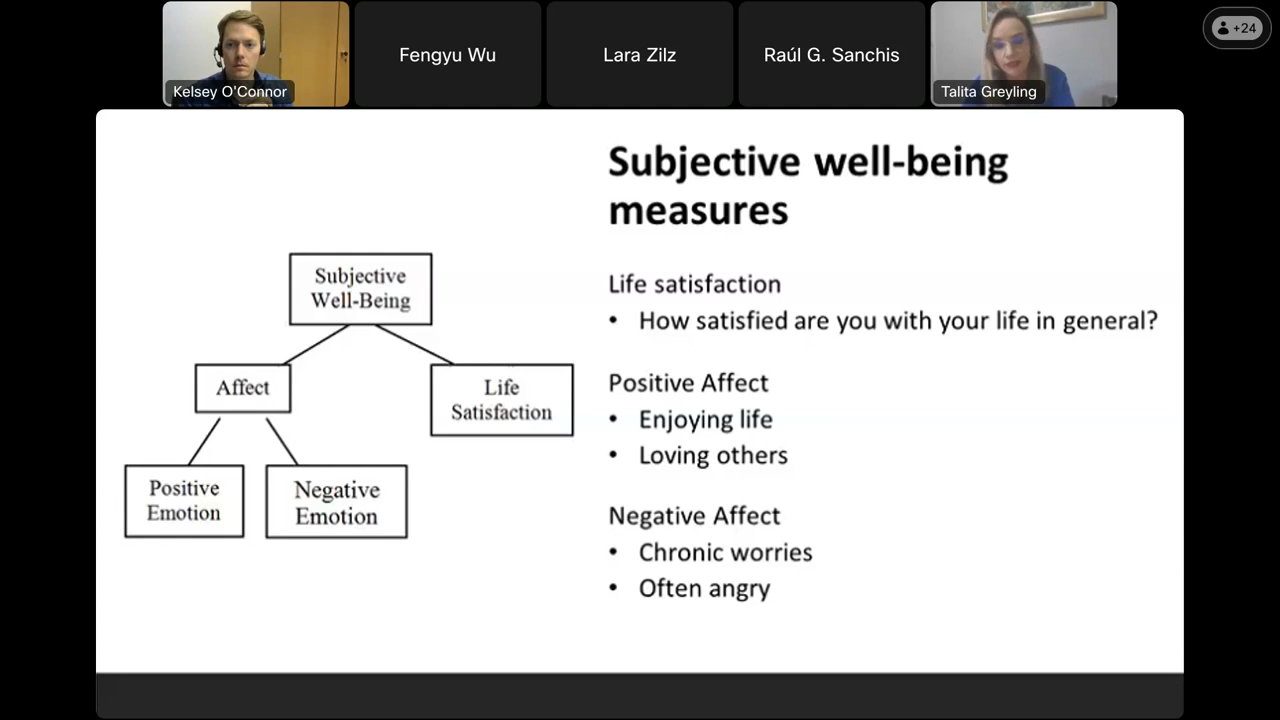 Kelsey O'Connor
Fengyu Wu
Lara Zilz
Raúl G. Sanchis
Talita Greyling
+24
Subjective well-being
measures
Subjective
Well-Being
Affect
Life
Satisfaction
Positive
Emotion
Negative
Emotion
Life satisfaction
• How satisfied are you with your life in general?
Positive Affect
• Enjoying life
• Loving others
Negative Affect
• Chronic worries
• Often angry